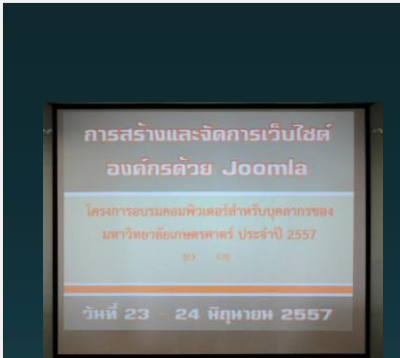 การสร้างและจัดการเว็บไซต์
องค์กรด้วย Joomla
โครงการอบรมคอมพิวเตอร์สำหรับบุคลากรของ
มหาวิทยาลัยเกษตรศาสตร์ ประจำปี 2557
วันที่ 23 - 24 มิถุนายน 2557